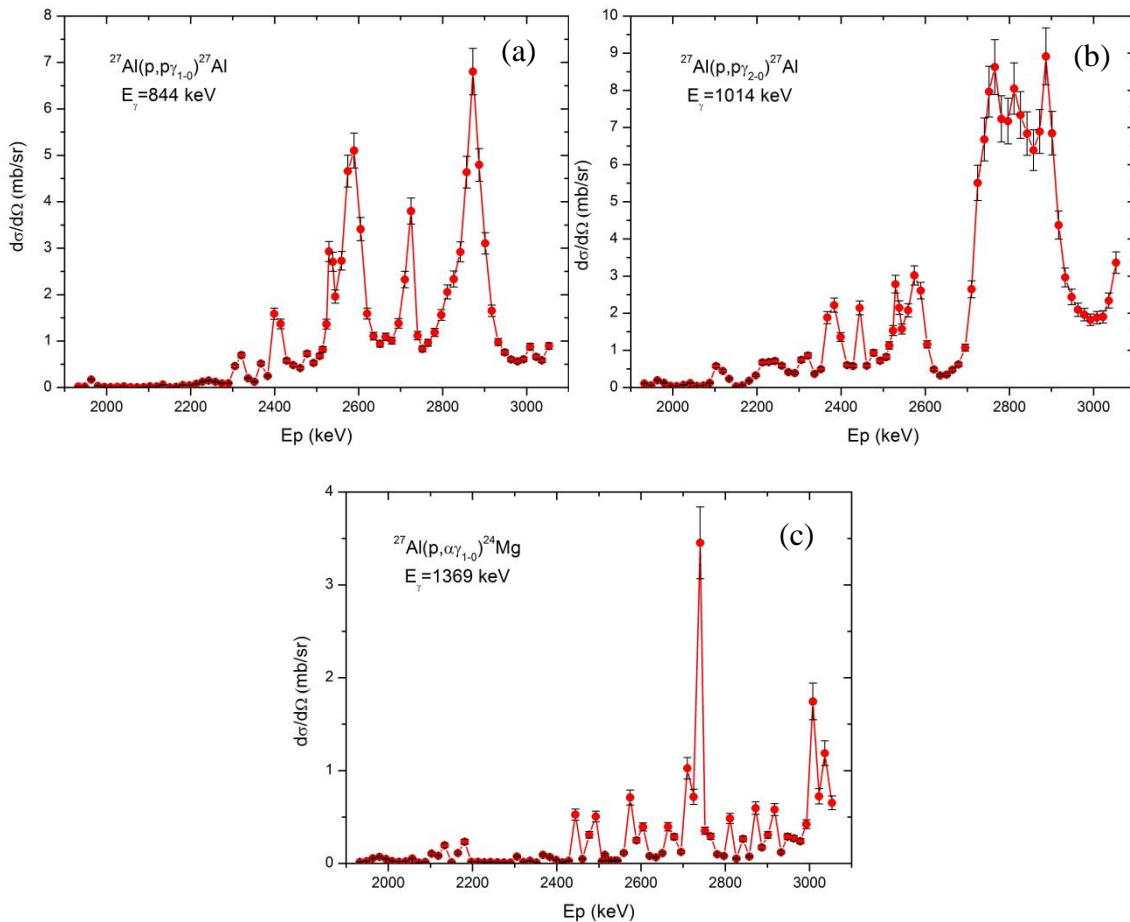 (a)
²⁷Al(p,pγ₁₋₀)²⁷Al
Eγ=844 keV
dσ/dΩ (mb/sr)
8
7
6
5
4
3
2
1
0
2000 2200 2400 2600 2800 3000
Ep (keV)
(b)
²⁷Al(p,pγ₂₋₀)²⁷Al
Eγ=1014 keV
dσ/dΩ (mb/sr)
10
9
8
7
6
5
4
3
2
1
0
2000 2200 2400 2600 2800 3000
Ep (keV)
(c)
²⁷Al(p,αγ₁₋₀)²⁴Mg
Eγ=1369 keV
dσ/dΩ (mb/sr)
4
3
2
1
0
2000 2200 2400 2600 2800 3000
Ep (keV)